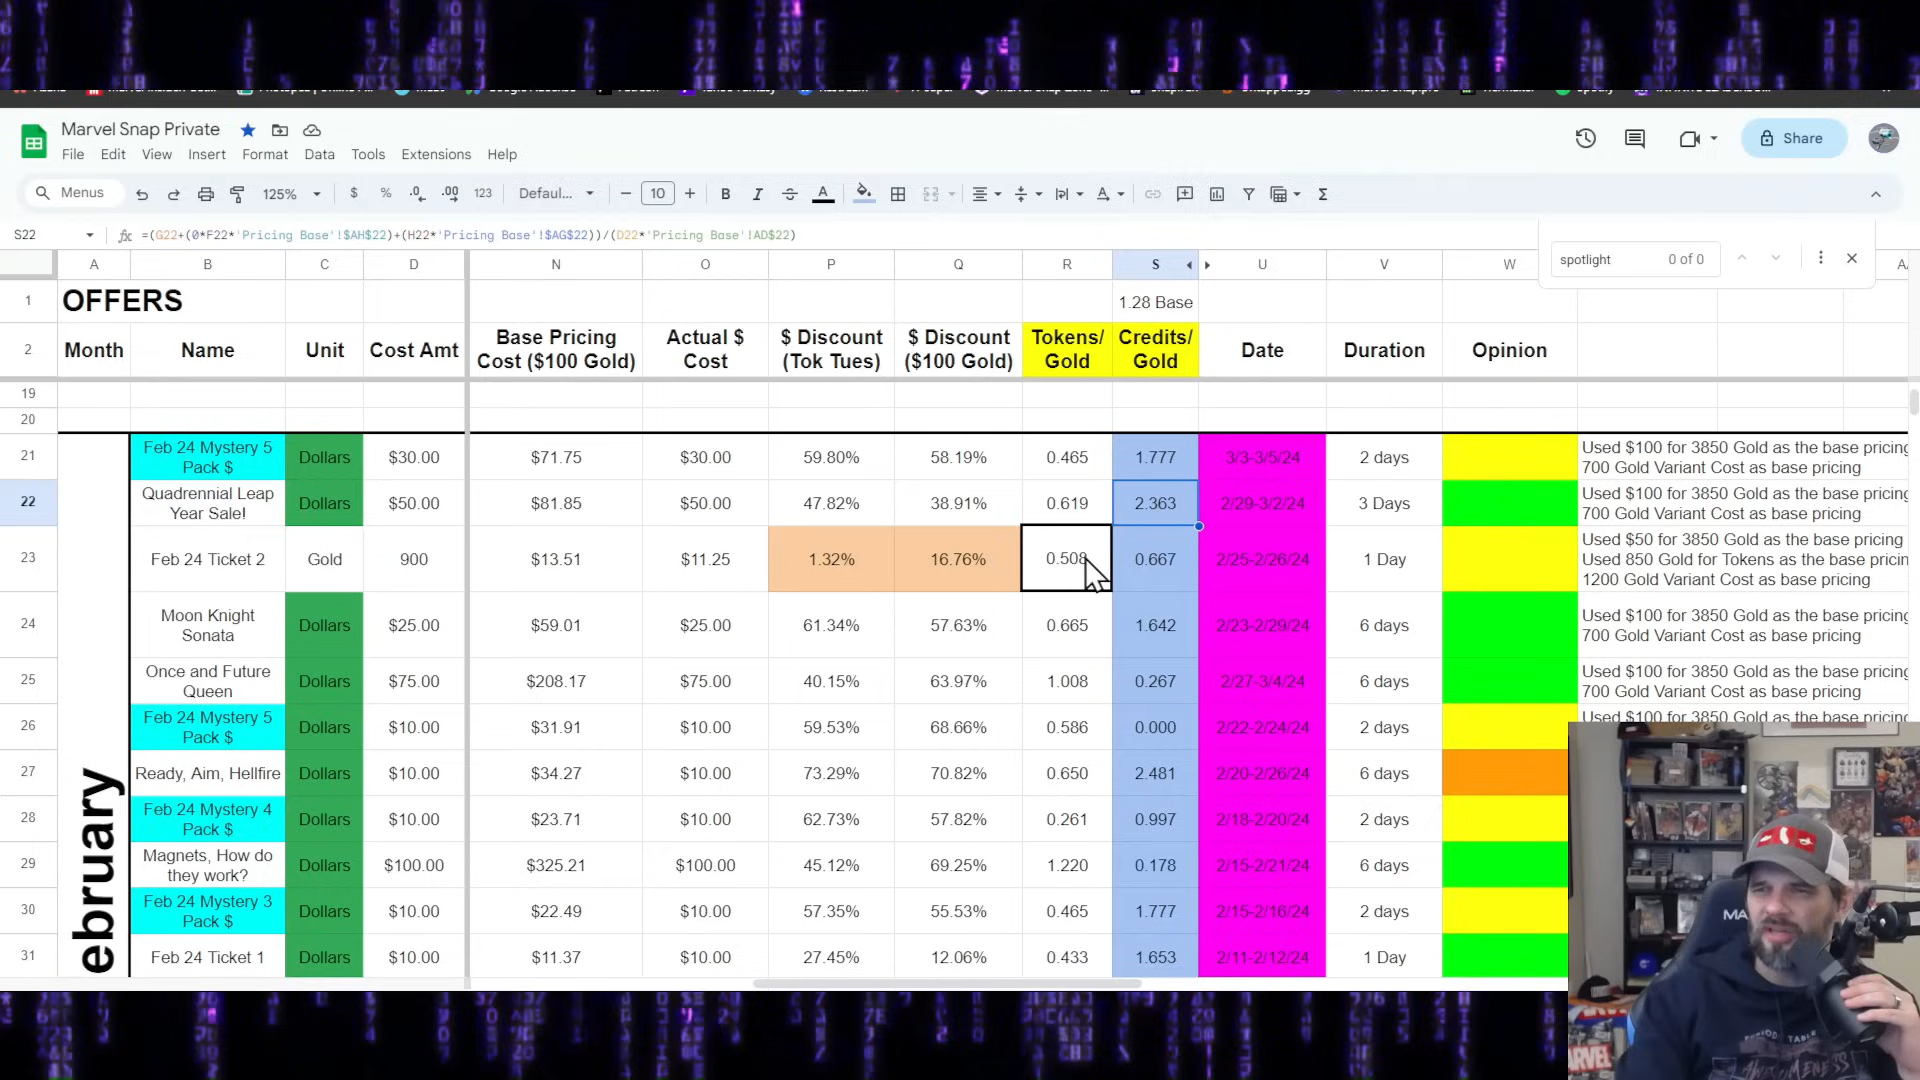 Marvel Snap Private
Share
File Edit View Insert Format Data Tools Extensions Help
Menus 125% $ % .0 .00 123 Defaul... − 10 + B I A Σ
S22 fx =(G22+(0*F22*'Pricing Base'!$AH$22)+(H22*'Pricing Base'!$AG$22))/(D22*'Pricing Base'!AD$22)
spotlight 0 of 0
A B C D N O P Q R S U V W
1 OFFERS 1.28 Base
2 Month Name Unit Cost Amt Base Pricing Cost ($100 Gold) Actual $ Cost $ Discount (Tok Tues) $ Discount ($100 Gold) Tokens/ Gold Credits/ Gold Date Duration Opinion
19
20
21 Feb 24 Mystery 5 Pack $ Dollars $30.00 $71.75 $30.00 59.80% 58.19% 0.465 1.777 3/3-3/5/24 2 days Used $100 for 3850 Gold as the base pricing 700 Gold Variant Cost as base pricing
22 Quadrennial Leap Year Sale! Dollars $50.00 $81.85 $50.00 47.82% 38.91% 0.619 2.363 2/29-3/2/24 3 Days Used $100 for 3850 Gold as the base pricing 700 Gold Variant Cost as base pricing
23 Feb 24 Ticket 2 Gold 900 $13.51 $11.25 1.32% 16.76% 0.508 0.667 2/25-2/26/24 1 Day Used $50 for 3850 Gold as the base pricing Used 850 Gold for Tokens as the base pricin 1200 Gold Variant Cost as base pricing
24 Moon Knight Sonata Dollars $25.00 $59.01 $25.00 61.34% 57.63% 0.665 1.642 2/23-2/29/24 6 days Used $100 for 3850 Gold as the base pricing 700 Gold Variant Cost as base pricing
25 Once and Future Queen Dollars $75.00 $208.17 $75.00 40.15% 63.97% 1.008 0.267 2/27-3/4/24 6 days Used $100 for 3850 Gold as the base pricing 700 Gold Variant Cost as base pricing
26 Feb 24 Mystery 5 Pack $ Dollars $10.00 $31.91 $10.00 59.53% 68.66% 0.586 0.000 2/22-2/24/24 2 days Used $100 for 3850 Gold as the base pricing
27 Ready, Aim, Hellfire Dollars $10.00 $34.27 $10.00 73.29% 70.82% 0.650 2.481 2/20-2/26/24 6 days
28 Feb 24 Mystery 4 Pack $ Dollars $10.00 $23.71 $10.00 62.73% 57.82% 0.261 0.997 2/18-2/20/24 2 days
29 Magnets, How do they work? Dollars $100.00 $325.21 $100.00 45.12% 69.25% 1.220 0.178 2/15-2/21/24 6 days
30 Feb 24 Mystery 3 Pack $ Dollars $10.00 $22.49 $10.00 57.35% 55.53% 0.465 1.777 2/15-2/16/24 2 days
31 Feb 24 Ticket 1 Dollars $10.00 $11.37 $10.00 27.45% 12.06% 0.433 1.653 2/11-2/12/24 1 Day
ebruary
MA
MARVEL